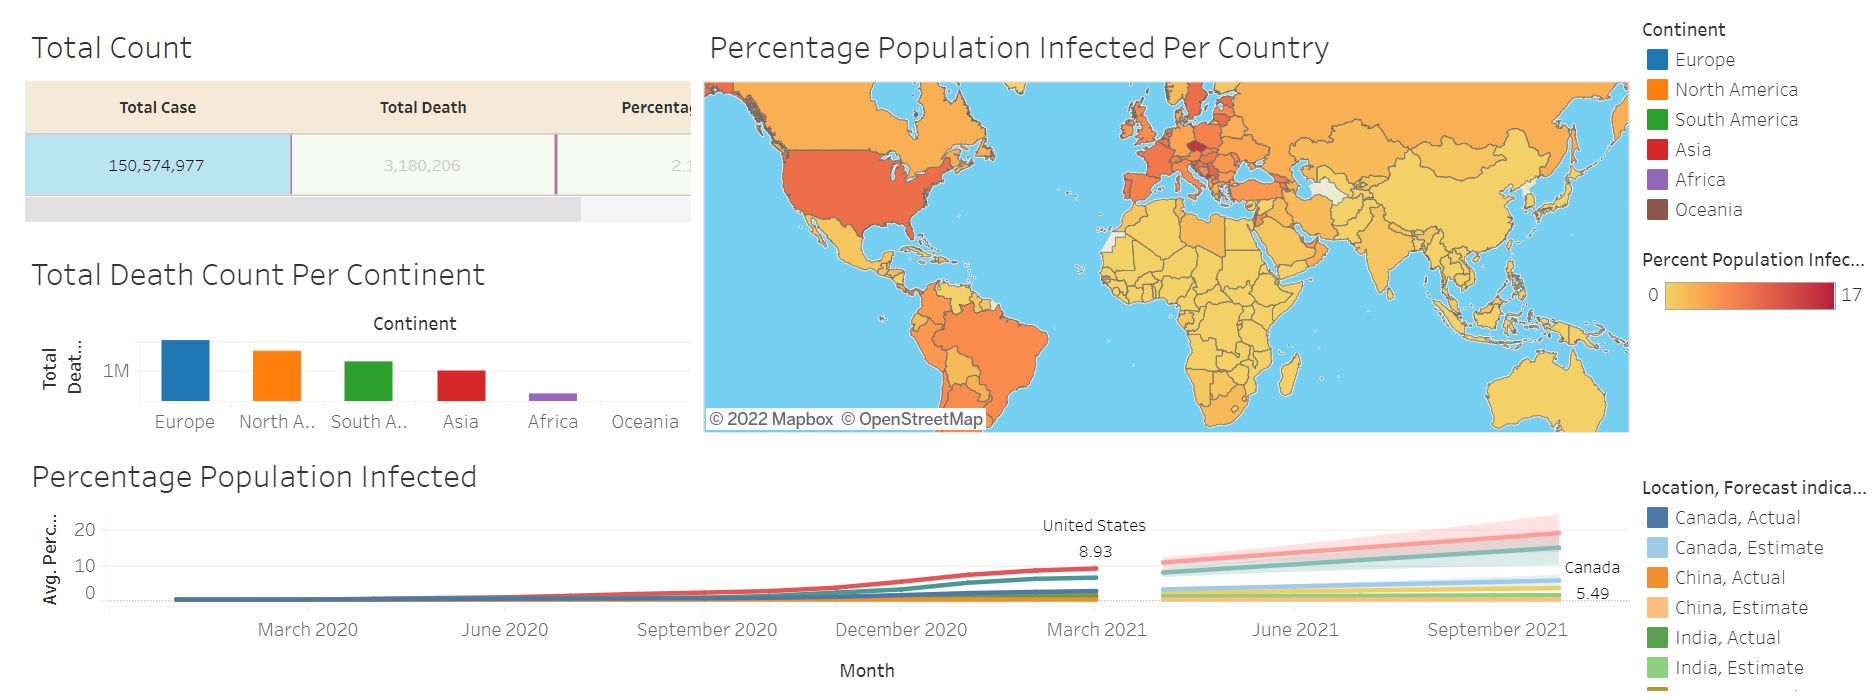 Total Count
Total Case Total Death Percentag
150,574,977 3,180,206 2.1
Percentage Population Infected Per Country
© 2022 Mapbox © OpenStreetMap
Continent
Europe
North America
South America
Asia
Africa
Oceania
Percent Population Infec...
0 17
Total Death Count Per Continent
Continent
Total
Deat...
1M
Europe North A.. South A.. Asia Africa Oceania
Percentage Population Infected
Avg. Perc...
20
10
0
United States
8.93
Canada
5.49
March 2020 June 2020 September 2020 December 2020 March 2021 June 2021 September 2021
Month
Location, Forecast indica...
Canada, Actual
Canada, Estimate
China, Actual
China, Estimate
India, Actual
India, Estimate